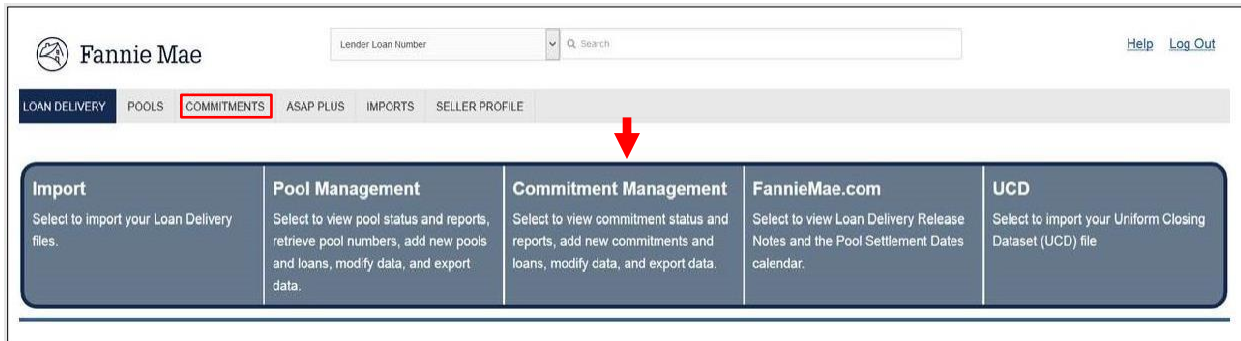 Fannie Mae
Lender Loan Number
Search
Help Log Out
LOAN DELIVERY POOLS COMMITMENTS ASAP PLUS IMPORTS SELLER PROFILE
Import
Select to import your Loan Delivery
files.
Pool Management
Select to view pool status and reports,
retrieve pool numbers, add new pools
and loans, modify data, and export
data.
Commitment Management
Select to view commitment status and
reports, add new commitments and
loans, modify data, and export data.
FannieMae.com
Select to view Loan Delivery Release
Notes and the Pool Settlement Dates
calendar.
UCD
Select to import your Uniform Closing
Dataset (UCD) file